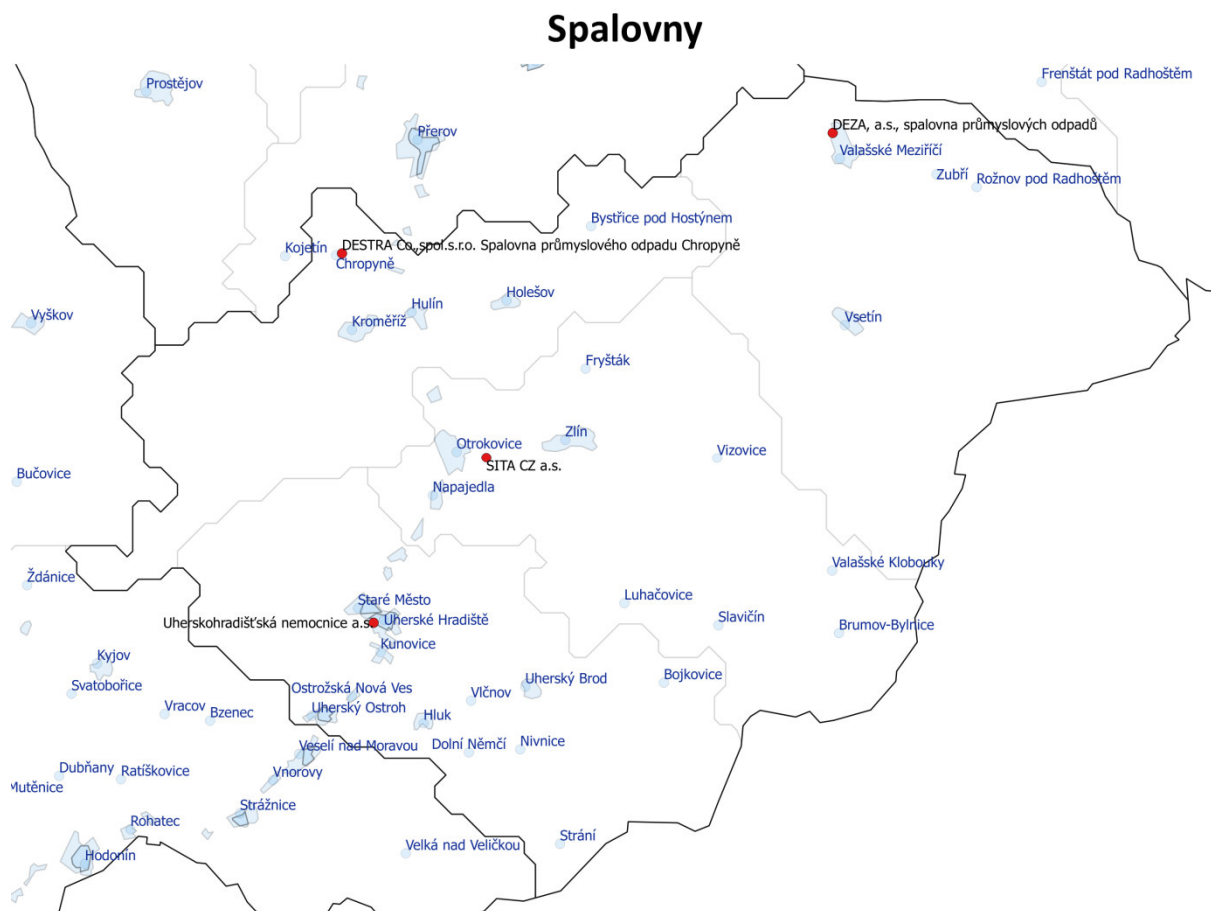 Spalovny
Frenštát pod Radhoštěm
Prostějov
DEZA, a.s., spalovna průmyslových odpadů
Přerov
Valašské Meziříčí
Zubří
Rožnov pod Radhoštěm
Bystřice pod Hostýnem
Kojetín
DESTRA Co.,spol.s.r.o. Spalovna průmyslového odpadu Chropyně
Chropyně
Holešov
Hulín
Vyškov
Kroměříž
Vsetín
Fryšták
Zlín
Otrokovice
Vizovice
SITA CZ a.s.
Bučovice
Napajedla
Valašské Klobouky
Ždánice
Luhačovice
Staré Město
Slavičín
Uherskohradišťská nemocnice a.s.
Uherské Hradiště
Brumov-Bylnice
Kunovice
Kyjov
Bojkovice
Uherský Brod
Svatobořice
Ostrožská Nová Ves
Vlčnov
Vracov
Bzenec
Uherský Ostroh
Hluk
Veselí nad Moravou
Dolní Němčí
Nivnice
Dubňany
Ratíškovice
Vnorovy
Mutěnice
Strážnice
Rohatec
Strání
Velká nad Veličkou
Hodonín